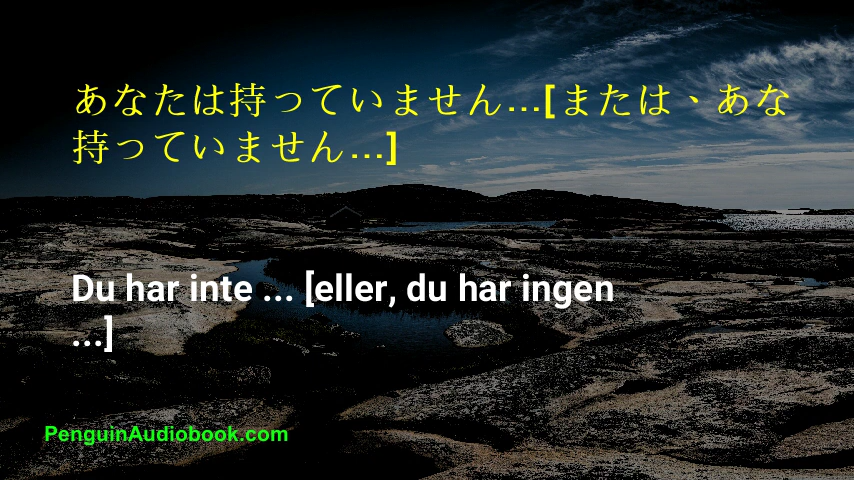 あなたは持っていません...[または、あな
持っていません...]
Du har inte ... [eller, du har ingen
...]
PenguinAudiobook.com